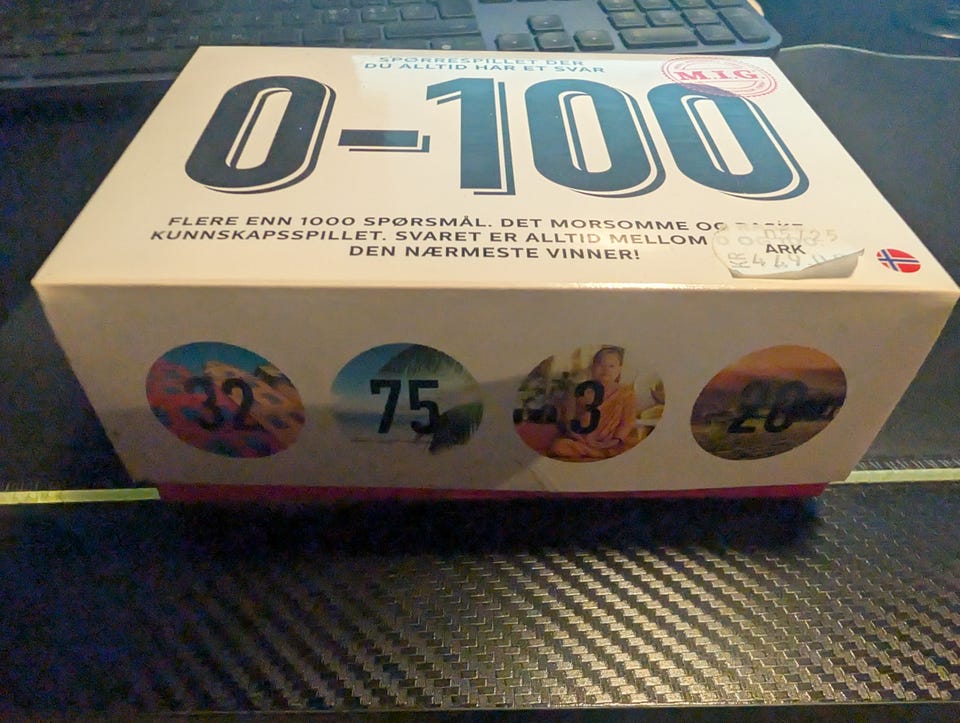 SPØRRESPILLET DER
DU ALLTID HAR ET SVAR
M.I.G
0-100
FLERE ENN 1000 SPØRSMÅL. DET MORSOMME OG
KUNNSKAPSSPILLET. SVARET ER ALLTID MELLOM
DEN NÆRMESTE VINNER!
ARK
32
75
3
28